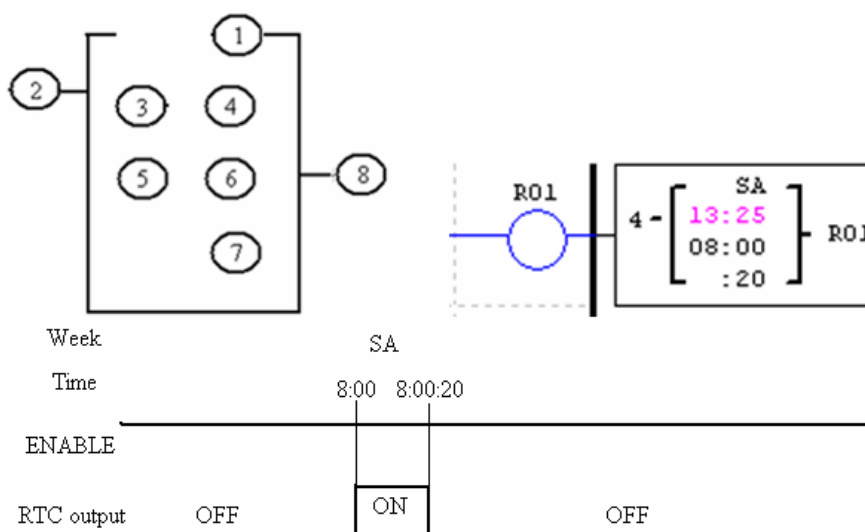 1
2
3 4
5 6
8
7
R01
4 - SA
13:25
08:00
:20
R01
Week SA
Time 8:00 8:00:20
ENABLE
RTC output OFF ON OFF